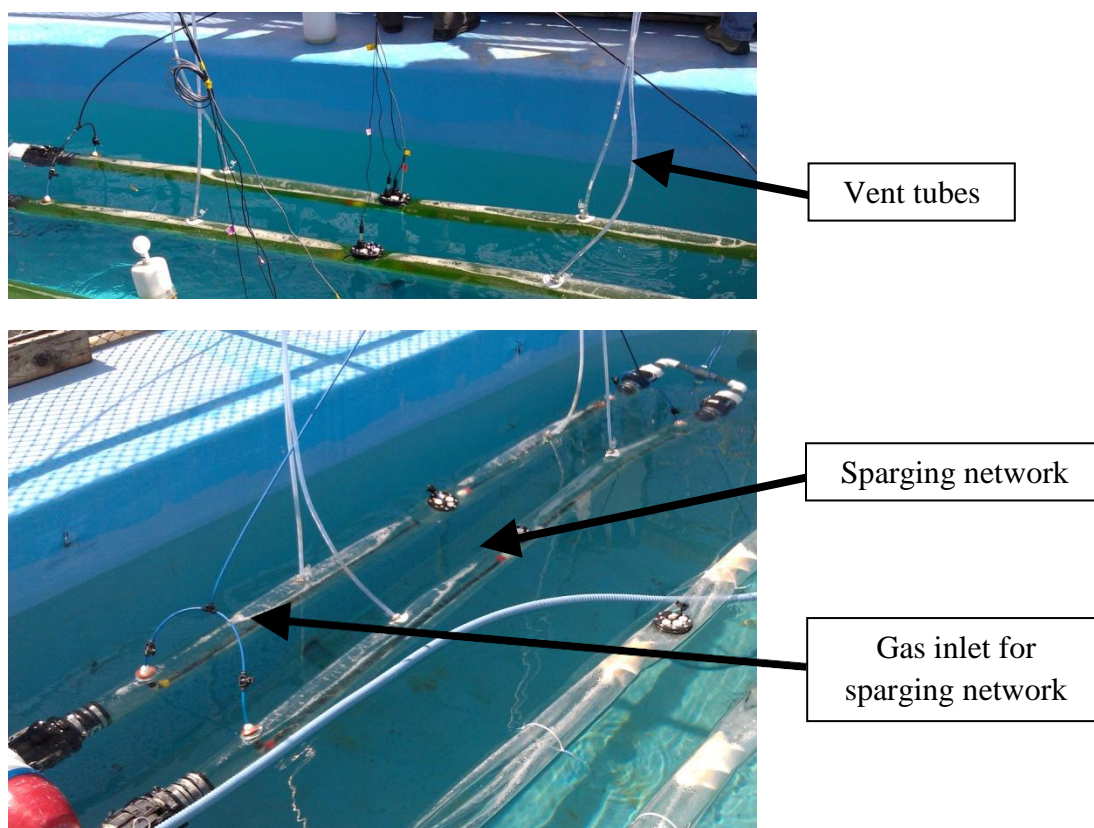 Vent tubes
Sparging network
Gas inlet for
sparging network